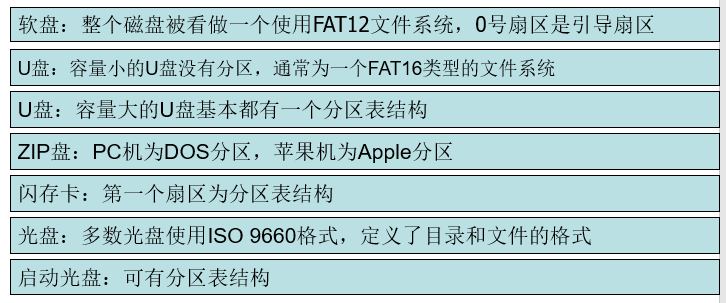 软盘：整个磁盘被看做一个使用FAT12文件系统，0号扇区是引导扇区
U盘：容量小的U盘没有分区，通常为一个FAT16类型的文件系统
U盘：容量大的U盘基本都有一个分区表结构
ZIP盘：PC机为DOS分区，苹果机为Apple分区
闪存卡：第一个扇区为分区表结构
光盘：多数光盘使用ISO 9660格式，定义了目录和文件的格式
启动光盘：可有分区表结构